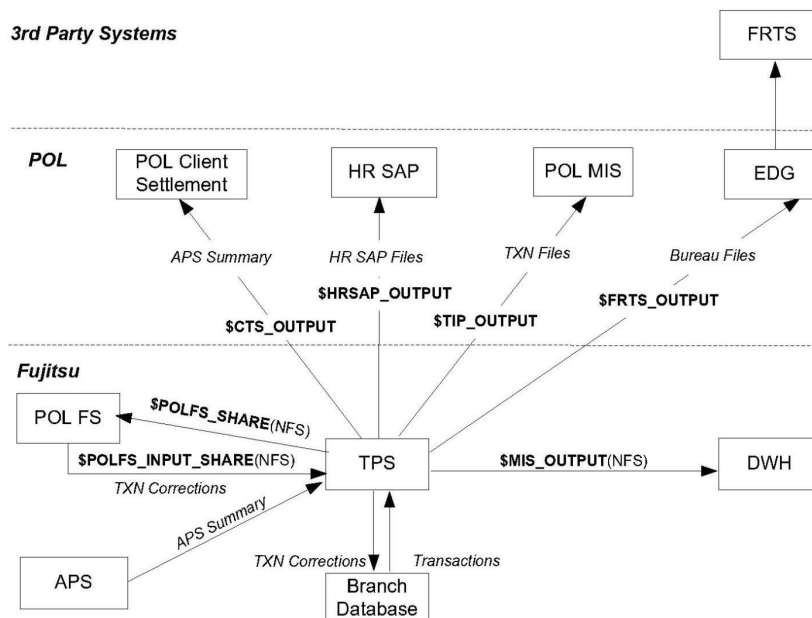 3rd Party Systems
FRTS
POL
POL Client
Settlement
HR SAP
POL MIS
EDG
APS Summary
HR SAP Files
TXN Files
Bureau Files
$HRSAP_OUTPUT
$FRTS_OUTPUT
$CTS_OUTPUT
$TIP_OUTPUT
Fujitsu
POL FS
$POLFS_SHARE(NFS)
$POLFS_INPUT_SHARE(NFS)
TPS
$MIS_OUTPUT(NFS)
DWH
TXN Corrections
APS Summary
TXN Corrections
Transactions
APS
Branch
Database